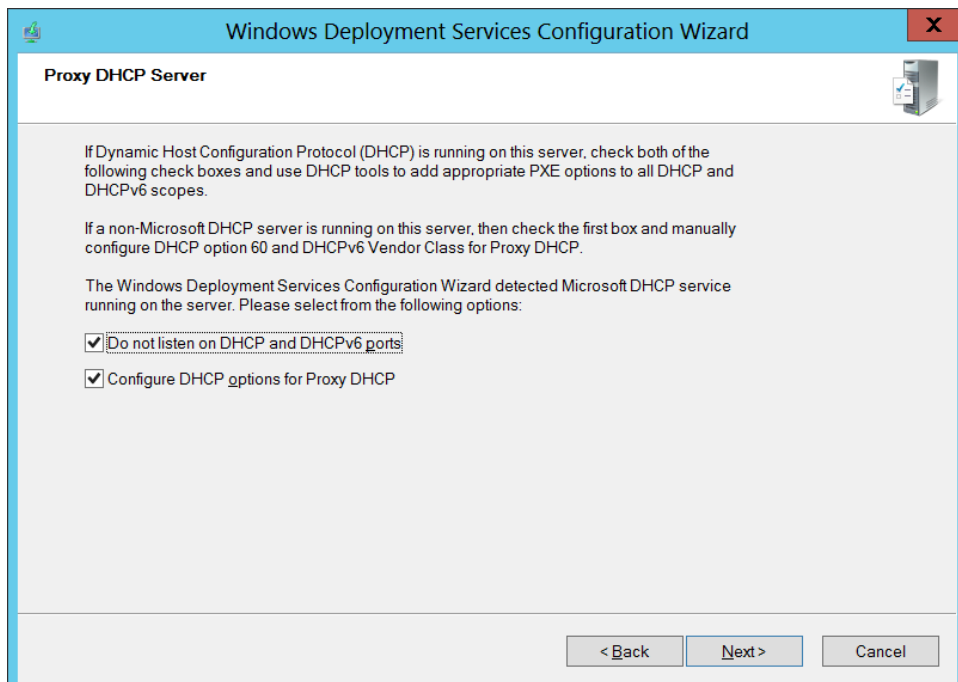 Windows Deployment Services Configuration Wizard
X
Proxy DHCP Server
If Dynamic Host Configuration Protocol (DHCP) is running on this server, check both of the
following check boxes and use DHCP tools to add appropriate PXE options to all DHCP and
DHCPv6 scopes.
If a non-Microsoft DHCP server is running on this server, then check the first box and manually
configure DHCP option 60 and DHCPv6 Vendor Class for Proxy DHCP.
The Windows Deployment Services Configuration Wizard detected Microsoft DHCP service
running on the server. Please select from the following options:
Do not listen on DHCP and DHCPv6 ports
Configure DHCP options for Proxy DHCP
< Back Next > Cancel